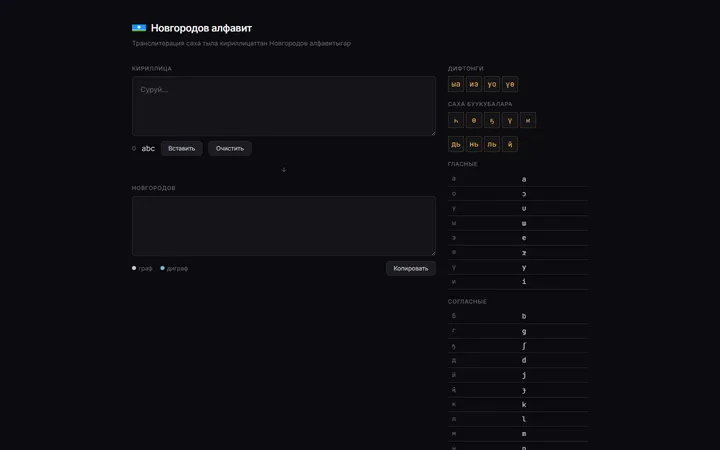 Новгородов алфавит
Транслитерация саха тыла кириллицаттан Новгородов алфавитыгар
КИРИЛЛИЦА
Суруй...
0 abc Вставить Очистить
↓
НОВГОРОДОВ
граф диграф Копировать
ДИФТОНГИ
ыа иэ уо үө
САХА БУУКУБАЛАРА
һ ө ҕ ү ҥ
дь нь ль й̃
ГЛАСНЫЕ
а a
о ɔ
ы ɯ
э e
ү y
и i
СОГЛАСНЫЕ
б b
г g
ҕ ʃ
д d
й j
к k
л l
м m